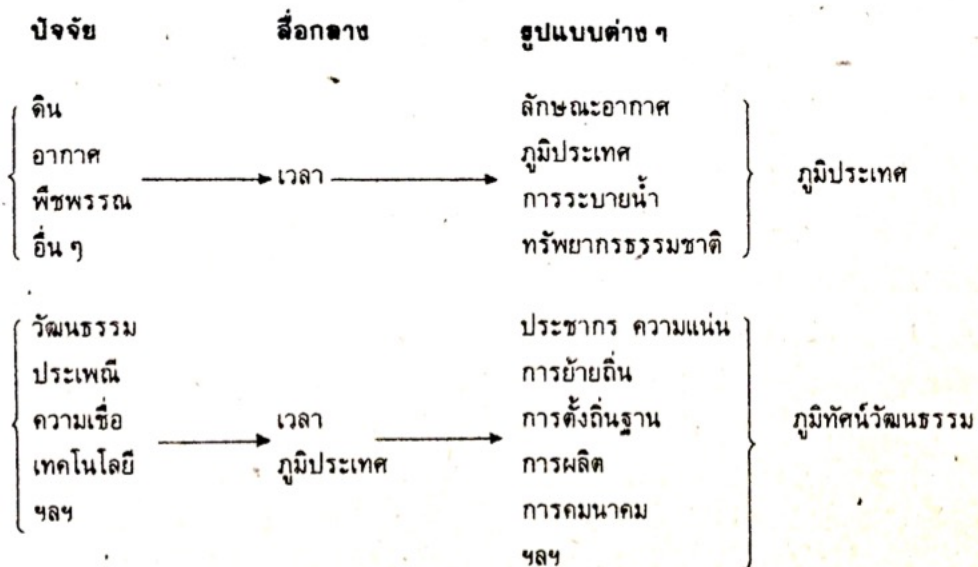 ปัจจัย สื่อกลาง รูปแบบต่าง ๆ
ดิน ลักษณะอากาศ
อากาศ ภูมิประเทศ
เวลา ภูมิประเทศ
พืชพรรณ การระบายน้ำ
อื่น ๆ ทรัพยากรธรรมชาติ
วัฒนธรรม ประชากร ความแน่น
ประเพณี การย้ายถิ่น
ความเชื่อ เวลา การตั้งถิ่นฐาน ภูมิทัศน์วัฒนธรรม
เทคโนโลยี ภูมิประเทศ การผลิต
ฯลฯ การคมนาคม
ฯลฯ